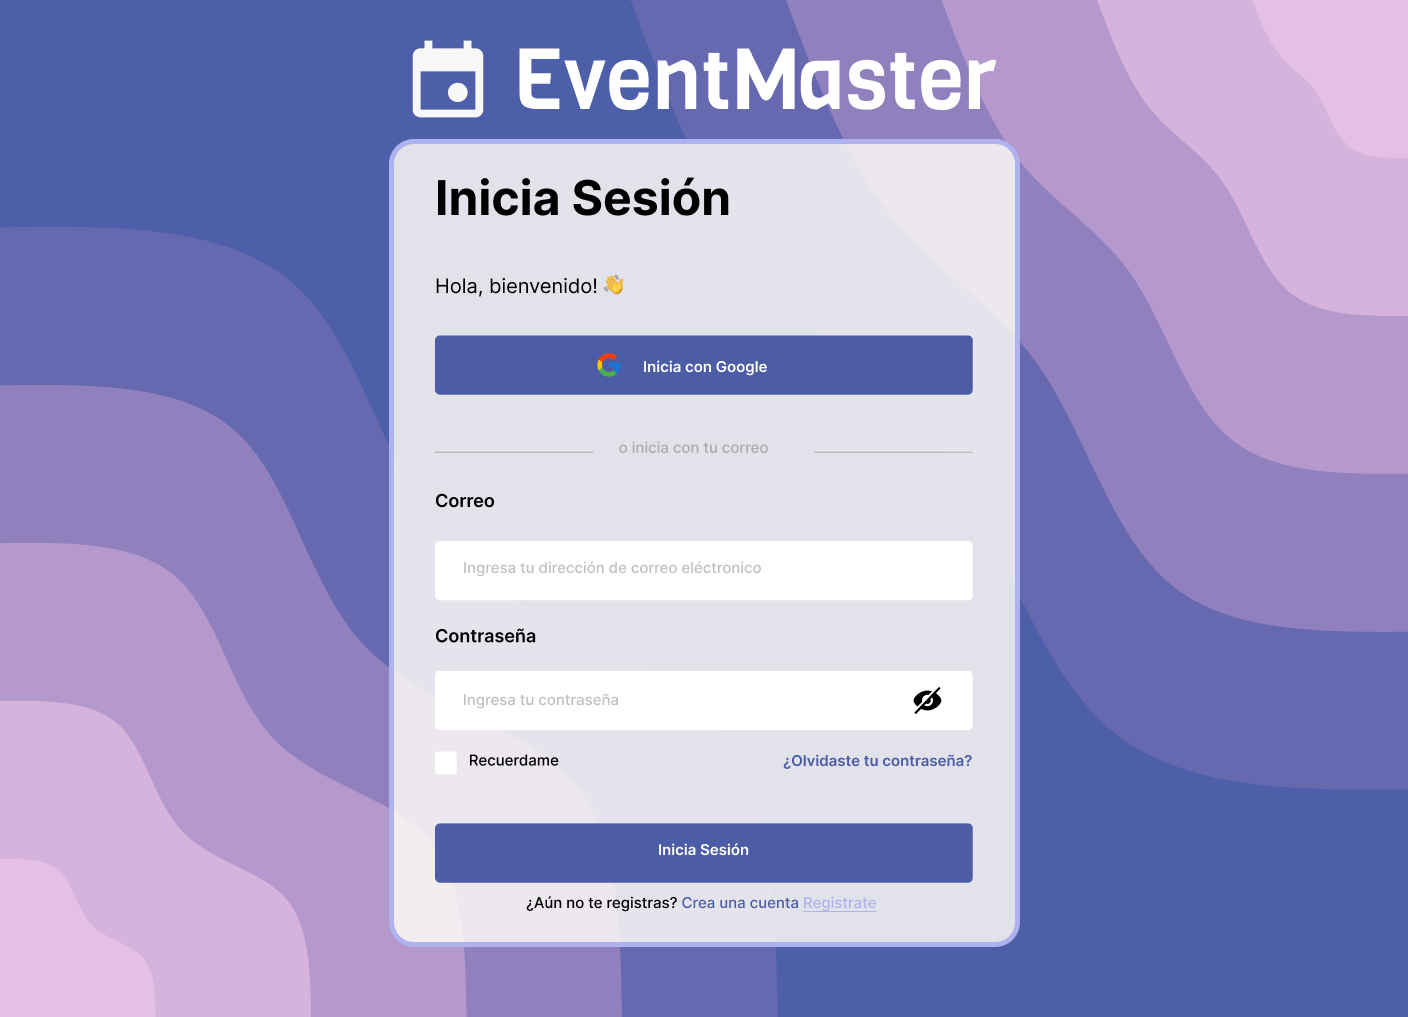 EventMaster
Inicia Sesión
Hola, bienvenido! 👋
Inicia con Google
o inicia con tu correo
Correo
Ingresa tu dirección de correo eléctronico
Contraseña
Ingresa tu contraseña
Recuerdame ¿Olvidaste tu contraseña?
Inicia Sesión
¿Aún no te registras? Crea una cuenta Registrate